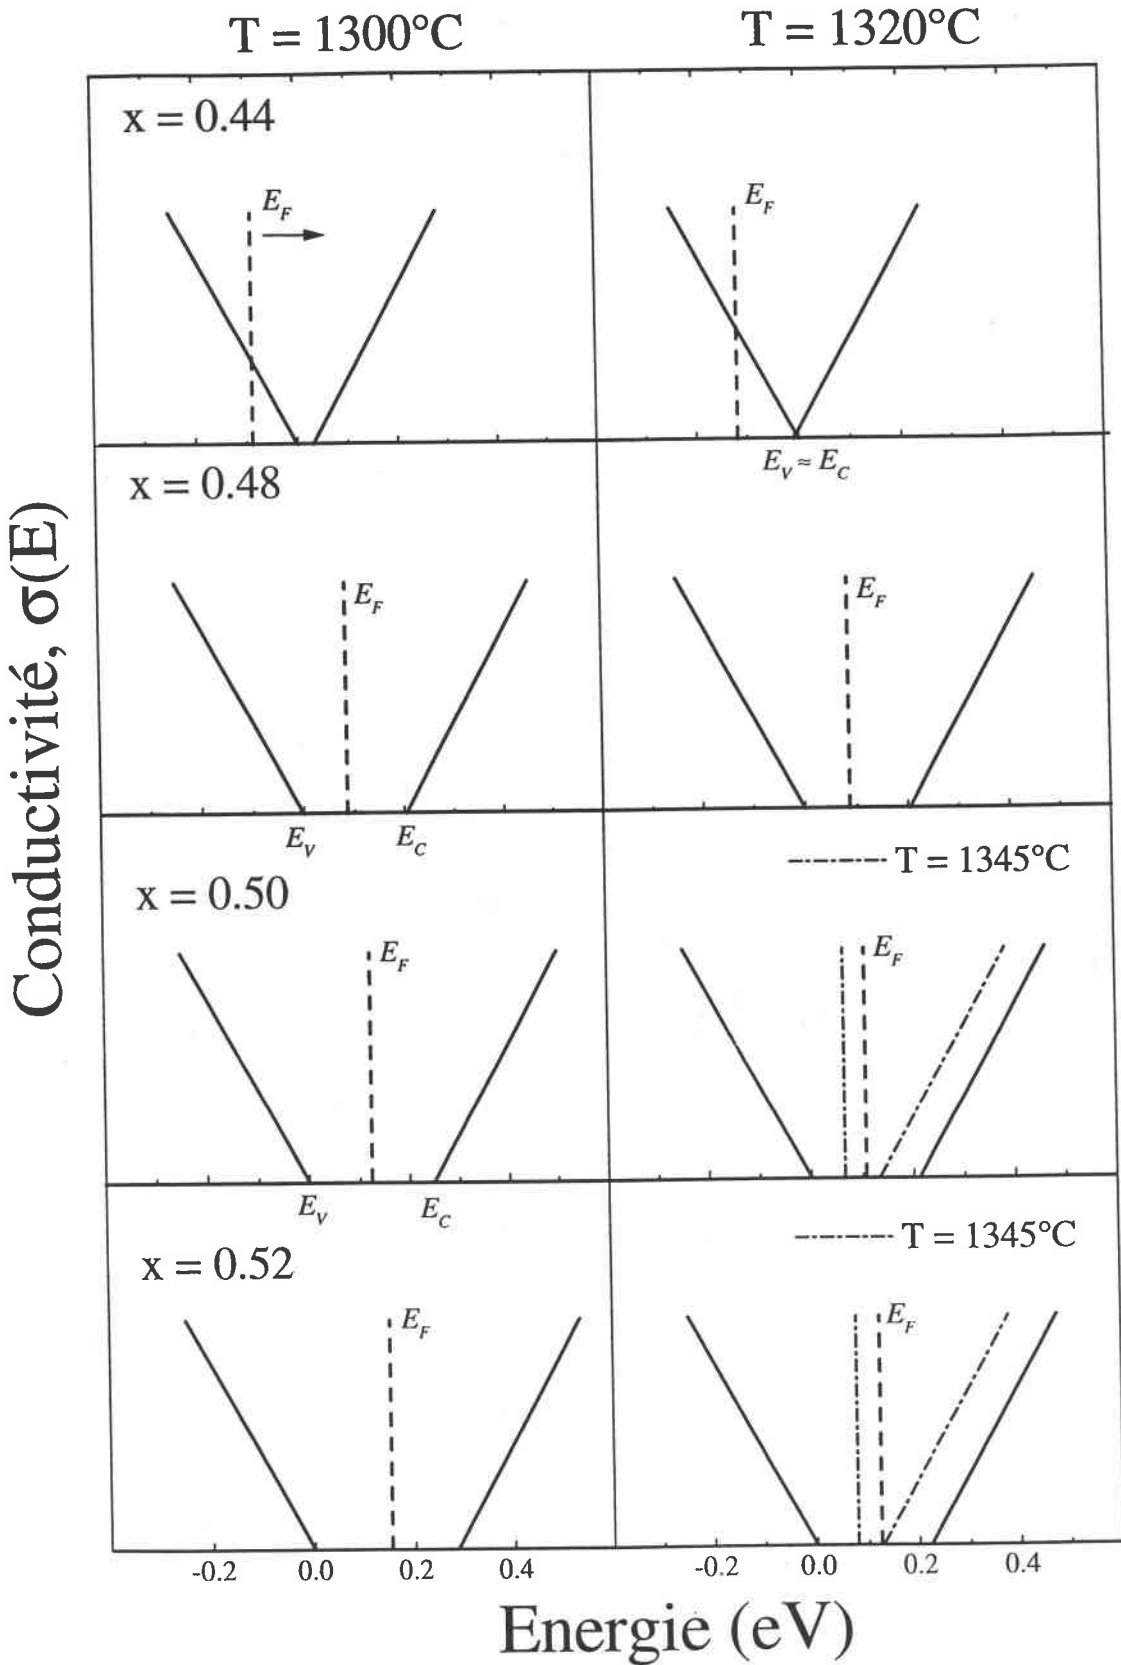 T = 1300°C
T = 1320°C
x = 0.44
E_F
E_F
E_V ≈ E_C
x = 0.48
E_F
E_F
E_V
E_C
T = 1345°C
x = 0.50
E_F
E_F
E_V
E_C
T = 1345°C
x = 0.52
E_F
E_F
-0.2 0.0 0.2 0.4
-0.2 0.0 0.2 0.4
Energie (eV)
Conductivité, σ(E)